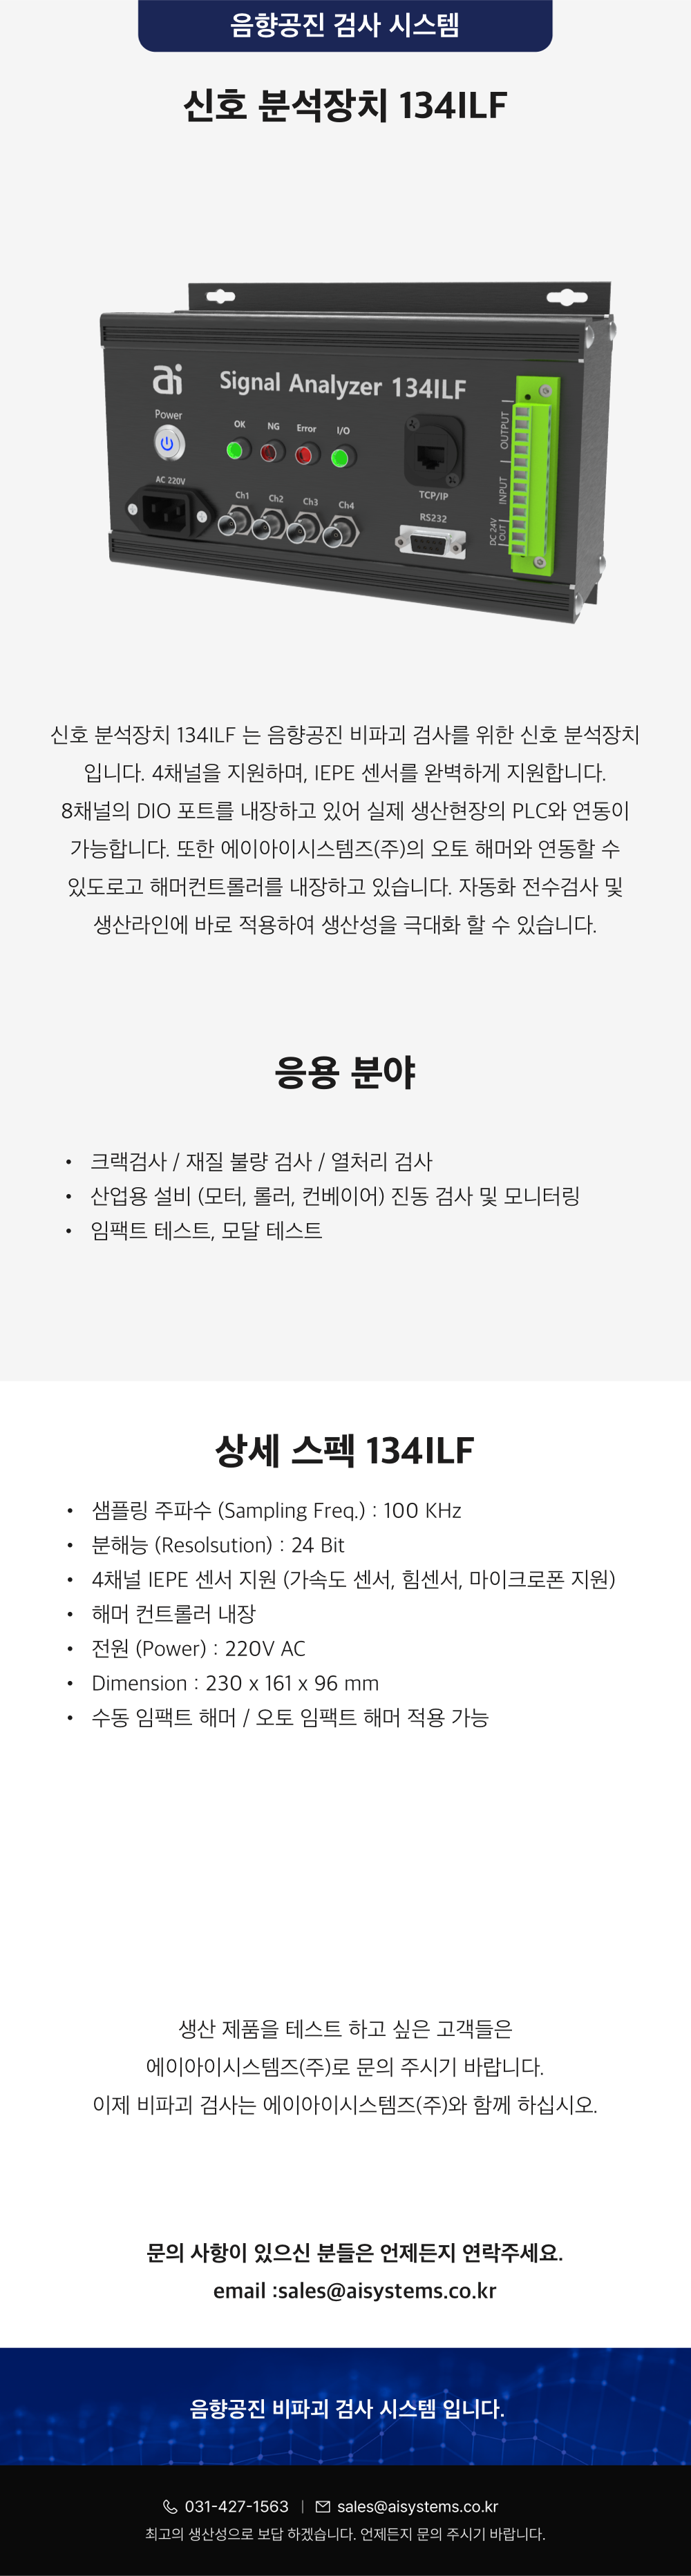 음향공진 검사 시스템
신호 분석장치 134ILF
ai
Signal Analyzer 134ILF
Power
OK NG Error I/O
AC 220V
Ch1 Ch2 Ch3 Ch4
TCP/IP
RS232
OUTPUT
INPUT
DC 24V
OUT
신호 분석장치 134ILF 는 음향공진 비파괴 검사를 위한 신호 분석장치
입니다. 4채널을 지원하며, IEPE 센서를 완벽하게 지원합니다.
8채널의 DIO 포트를 내장하고 있어 실제 생산현장의 PLC와 연동이
가능합니다. 또한 에이아이시스템즈(주)의 오토 해머와 연동할 수
있도로고 해머컨트롤러를 내장하고 있습니다. 자동화 전수검사 및
생산라인에 바로 적용하여 생산성을 극대화 할 수 있습니다.
응용 분야
• 크랙검사 / 재질 불량 검사 / 열처리 검사
• 산업용 설비 (모터, 롤러, 컨베이어) 진동 검사 및 모니터링
• 임팩트 테스트, 모달 테스트
상세 스펙 134ILF
• 샘플링 주파수 (Sampling Freq.) : 100 KHz
• 분해능 (Resolsution) : 24 Bit
• 4채널 IEPE 센서 지원 (가속도 센서, 힘센서, 마이크로폰 지원)
• 해머 컨트롤러 내장
• 전원 (Power) : 220V AC
• Dimension : 230 x 161 x 96 mm
• 수동 임팩트 해머 / 오토 임팩트 해머 적용 가능
생산 제품을 테스트 하고 싶은 고객들은
에이아이시스템즈(주)로 문의 주시기 바랍니다.
이제 비파괴 검사는 에이아이시스템즈(주)와 함께 하십시오.
문의 사항이 있으신 분들은 언제든지 연락주세요.
email :sales@aisystems.co.kr
음향공진 비파괴 검사 시스템 입니다.
031-427-1563 | sales@aisystems.co.kr
최고의 생산성으로 보답 하겠습니다. 언제든지 문의 주시기 바랍니다.